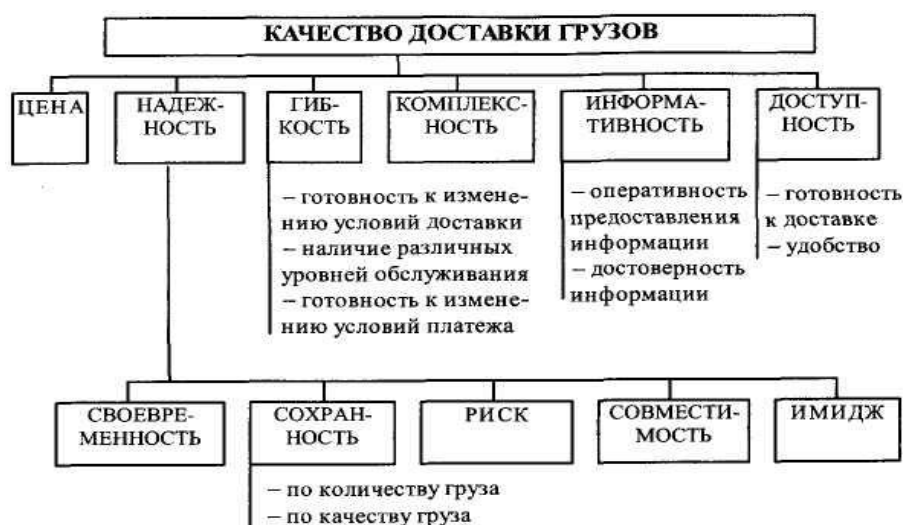 КАЧЕСТВО ДОСТАВКИ ГРУЗОВ
ЦЕНА
НАДЕЖ-
НОСТЬ
ГИБ-
КОСТЬ
КОМПЛЕКС-
НОСТЬ
ИНФОРМА-
ТИВНОСТЬ
ДОСТУП-
НОСТЬ
– готовность к измене-
нию условий доставки
– наличие различных
уровней обслуживания
– готовность к измене-
нию условий платежа
– оперативность
предоставления
информации
– достоверность
информации
– готовность
к доставке
– удобство
СВОЕВРЕ-
МЕННОСТЬ
СОХРАН-
НОСТЬ
РИСК
СОВМЕСТИ-
МОСТЬ
ИМИДЖ
– по количеству груза
– по качеству груза